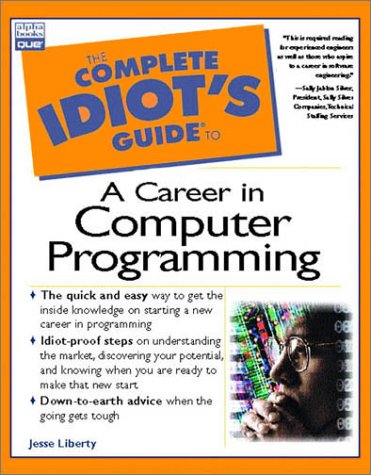 alpha
books
QUE®
THE
COMPLETE
IDIOT'S
GUIDE® TO
"This is required reading
for experienced engineers
as well as those who aspire
to a career in software
engineering."
—Sally Jabba Silver,
President, Sally Silver
Companies, Technical
Staffing Services
A Career in
Computer
Programming
The quick and easy way to get the
inside knowledge on starting a new
career in programming
Idiot-proof steps on understanding
the market, discovering your potential,
and knowing when you are ready to
make that new start
Down-to-earth advice when the
going gets tough
Jesse Liberty